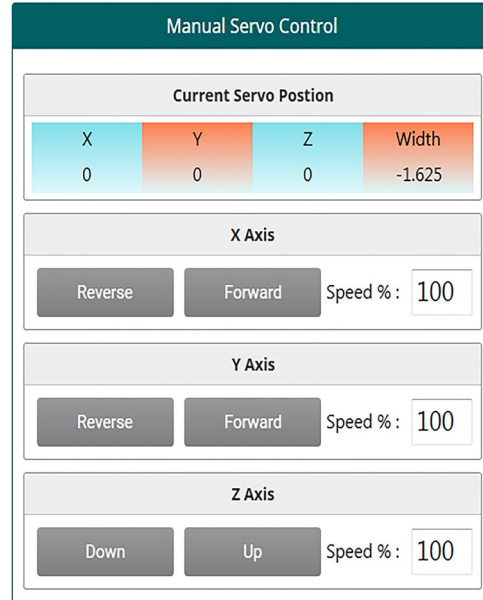 Manual Servo Control
Current Servo Postion
X Y Z Width
0 0 0 -1.625
X Axis
Reverse Forward Speed % : 100
Y Axis
Reverse Forward Speed % : 100
Z Axis
Down Up Speed % : 100